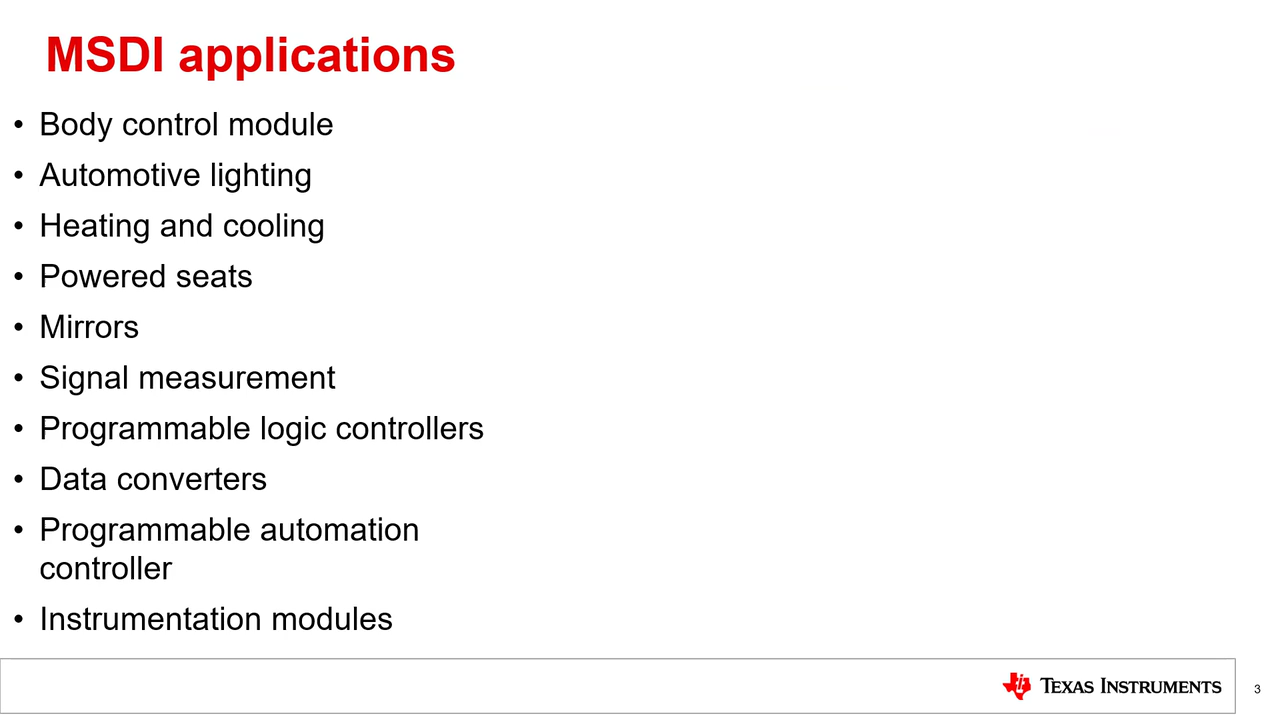 MSDI applications
• Body control module
• Automotive lighting
• Heating and cooling
• Powered seats
• Mirrors
• Signal measurement
• Programmable logic controllers
• Data converters
• Programmable automation
controller
• Instrumentation modules
TEXAS INSTRUMENTS
3